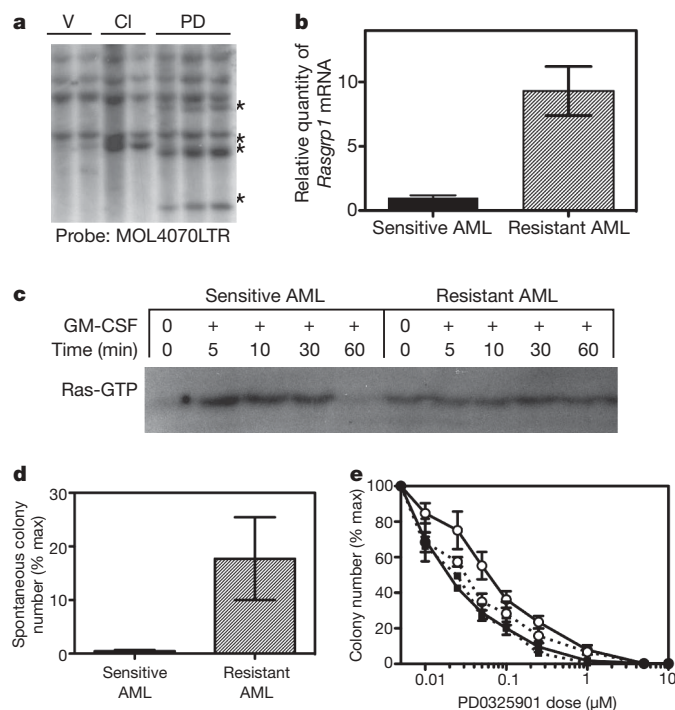 a
V CI PD
*
*
*
*
Probe: MOL4070LTR
b
Relative quantity of
Rasgrp1 mRNA
10
5
0
Sensitive AML Resistant AML
c
Sensitive AML Resistant AML
GM-CSF 0 + + + + 0 + + + +
Time (min) 0 5 10 30 60 0 5 10 30 60
Ras-GTP
d
Spontaneous colony
number (% max)
30
20
10
0
Sensitive
AML
Resistant
AML
e
Colony number (% max)
100
80
60
40
20
0
0.01 0.1 1 10
PD0325901 dose (µM)